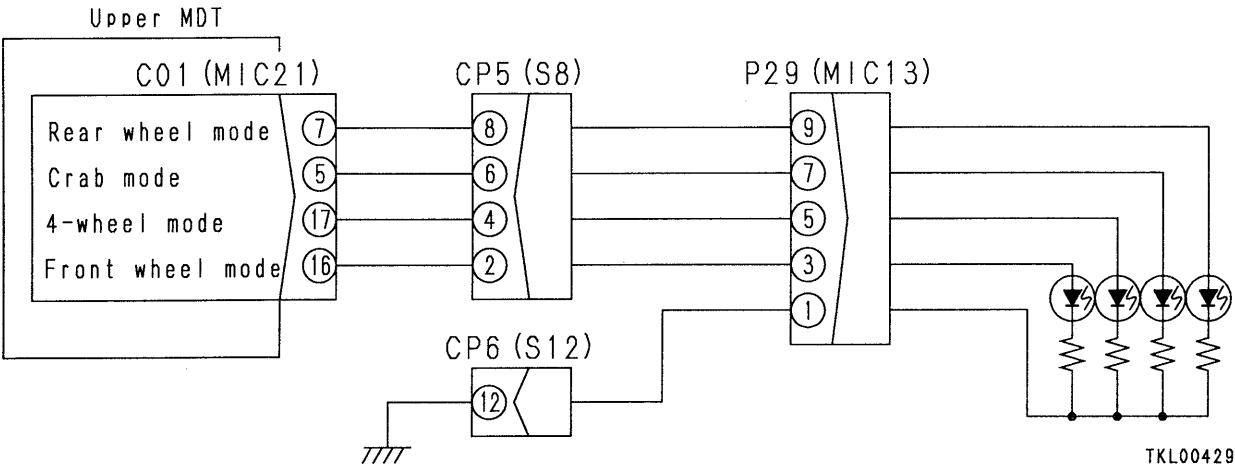 Upper MDT
C01 (MIC21)
CP5 (S8)
P29 (MIC13)
Rear wheel mode 7 8 9
Crab mode 5 6 7
4-wheel mode 17 4 5
Front wheel mode 16 2 3
1
CP6 (S12)
12
TKL00429